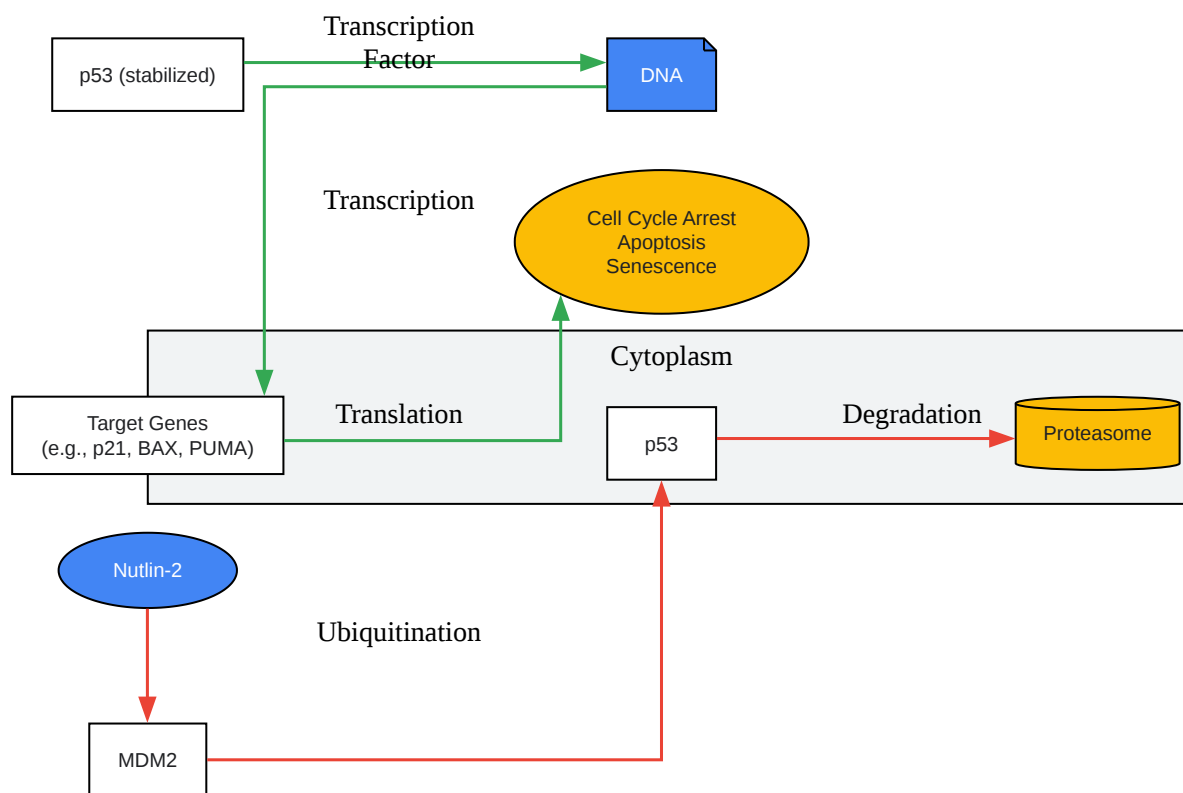 Transcription
Factor
p53 (stabilized)
DNA
Transcription
Cell Cycle Arrest
Apoptosis
Senescence
Cytoplasm
Target Genes
(e.g., p21, BAX, PUMA)
Translation
p53
Degradation
Proteasome
Nutlin-2
Ubiquitination
MDM2